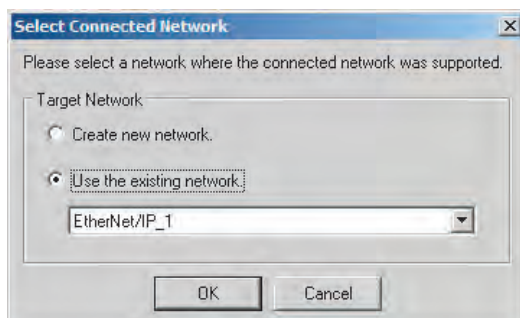 Select Connected Network
Please select a network where the connected network was supported.
Target Network
Create new network.
Use the existing network.
EtherNet/IP_1
OK Cancel